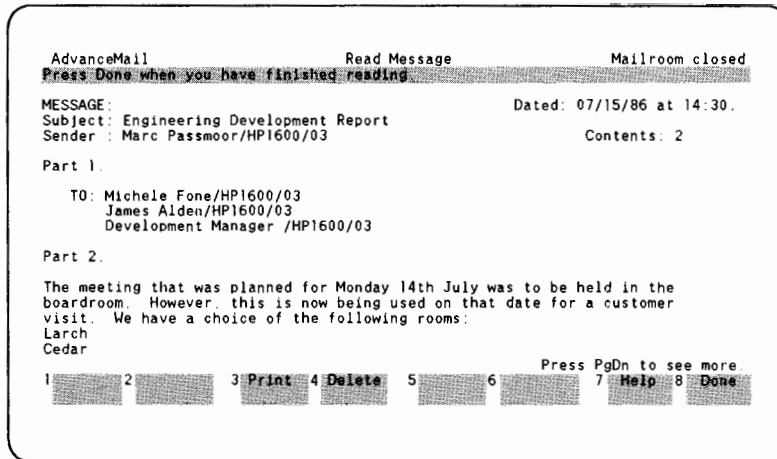 AdvanceMail Read Message Mailroom closed
Press Done when you have finished reading.
MESSAGE: Dated: 07/15/86 at 14:30.
Subject: Engineering Development Report
Sender : Marc Passmoor/HP1600/03 Contents: 2
Part 1.
TO: Michele Fone/HP1600/03
James Alden/HP1600/03
Development Manager /HP1600/03
Part 2.
The meeting that was planned for Monday 14th July was to be held in the
boardroom. However, this is now being used on that date for a customer
visit. We have a choice of the following rooms:
Larch
Cedar
Press PgDn to see more.
1 2 3 Print 4 Delete 5 6 7 Help 8 Done